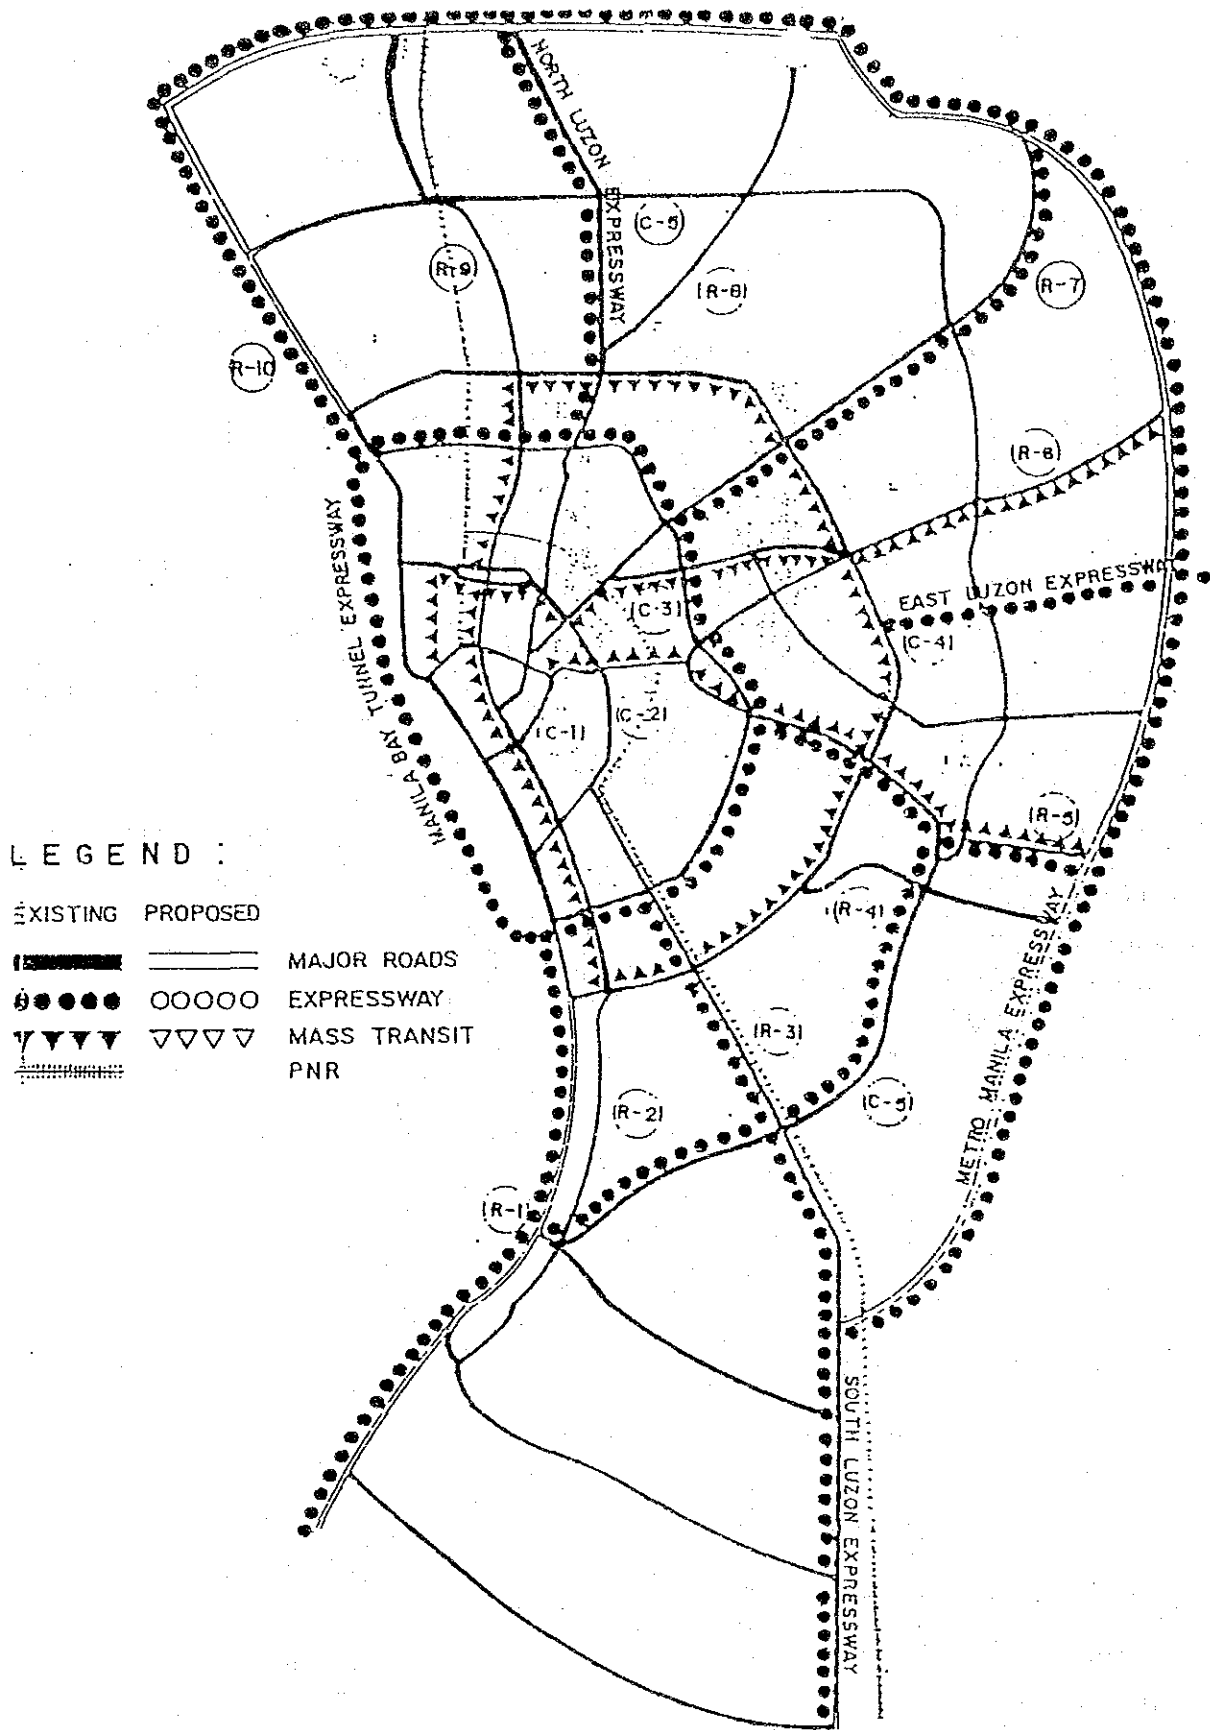 NORTH LUZON EXPRESSWAY
(C-5)
(R-9)
(R-8)
(R-7)
(R-10)
(R-6)
MANILA BAY TUNNEL EXPRESSWAY
EAST LUZON EXPRESSWA
(C-3)
(C-4)
(C-2)
(C-1)
(R-5)
LEGEND :
EXISTING PROPOSED
MAJOR ROADS
EXPRESSWAY
MASS TRANSIT
PNR
(R-4)
METRO MANILA EXPRESSWAY
(R-3)
(R-2)
(C-5)
(R-1)
SOUTH LUZON EXPRESSWAY